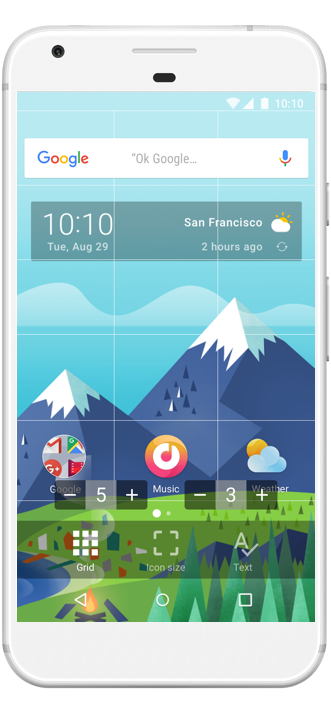 10:10
Google "Ok Google...
10:10 San Francisco
Tue, Aug 29 2 hours ago
Google Music Weather
− 5 + − 3 +
Grid Icon size Text